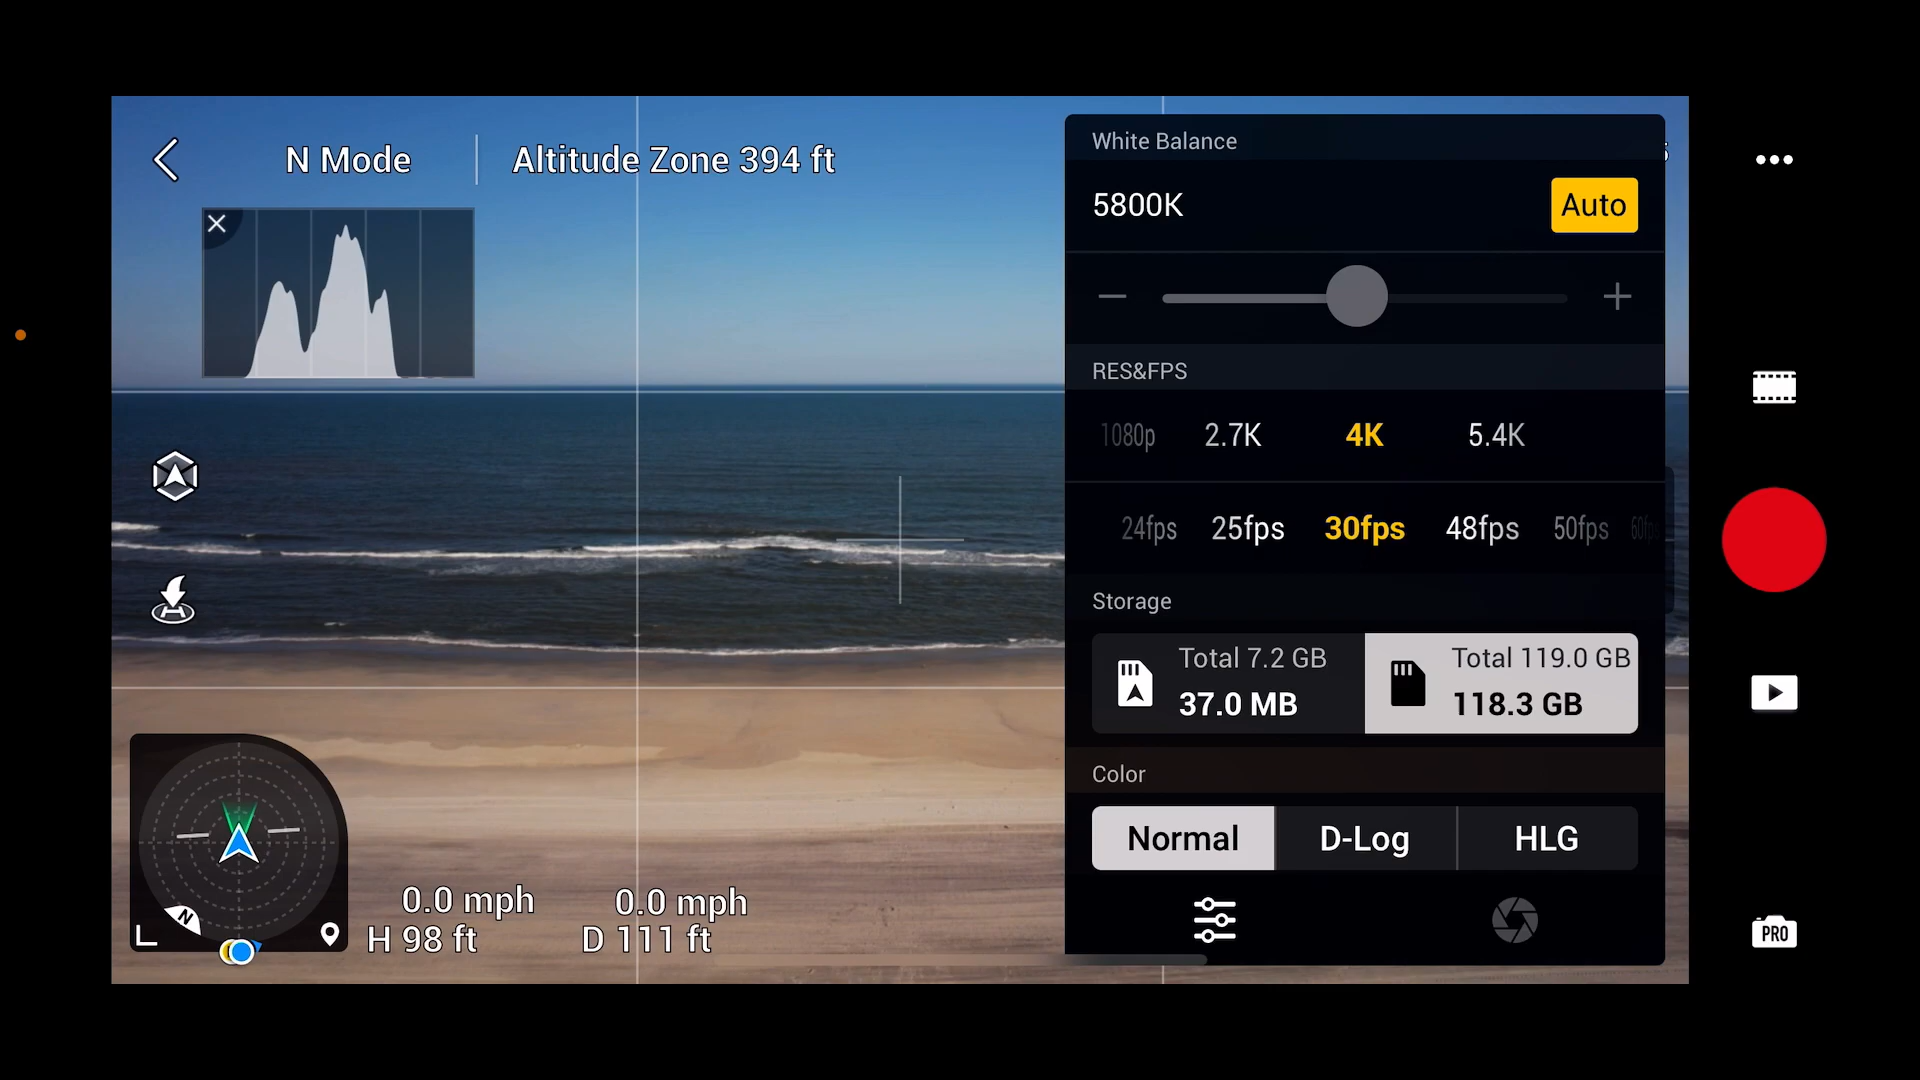 N Mode
Altitude Zone 394 ft
White Balance
5800K
Auto
RES&FPS
1080p 2.7K 4K 5.4K
24fps 25fps 30fps 48fps 50fps 60fps
Storage
Total 7.2 GB
37.0 MB
Total 119.0 GB
118.3 GB
Color
Normal D-Log HLG
N
L
0.0 mph 0.0 mph
H 98 ft D 111 ft
PRO